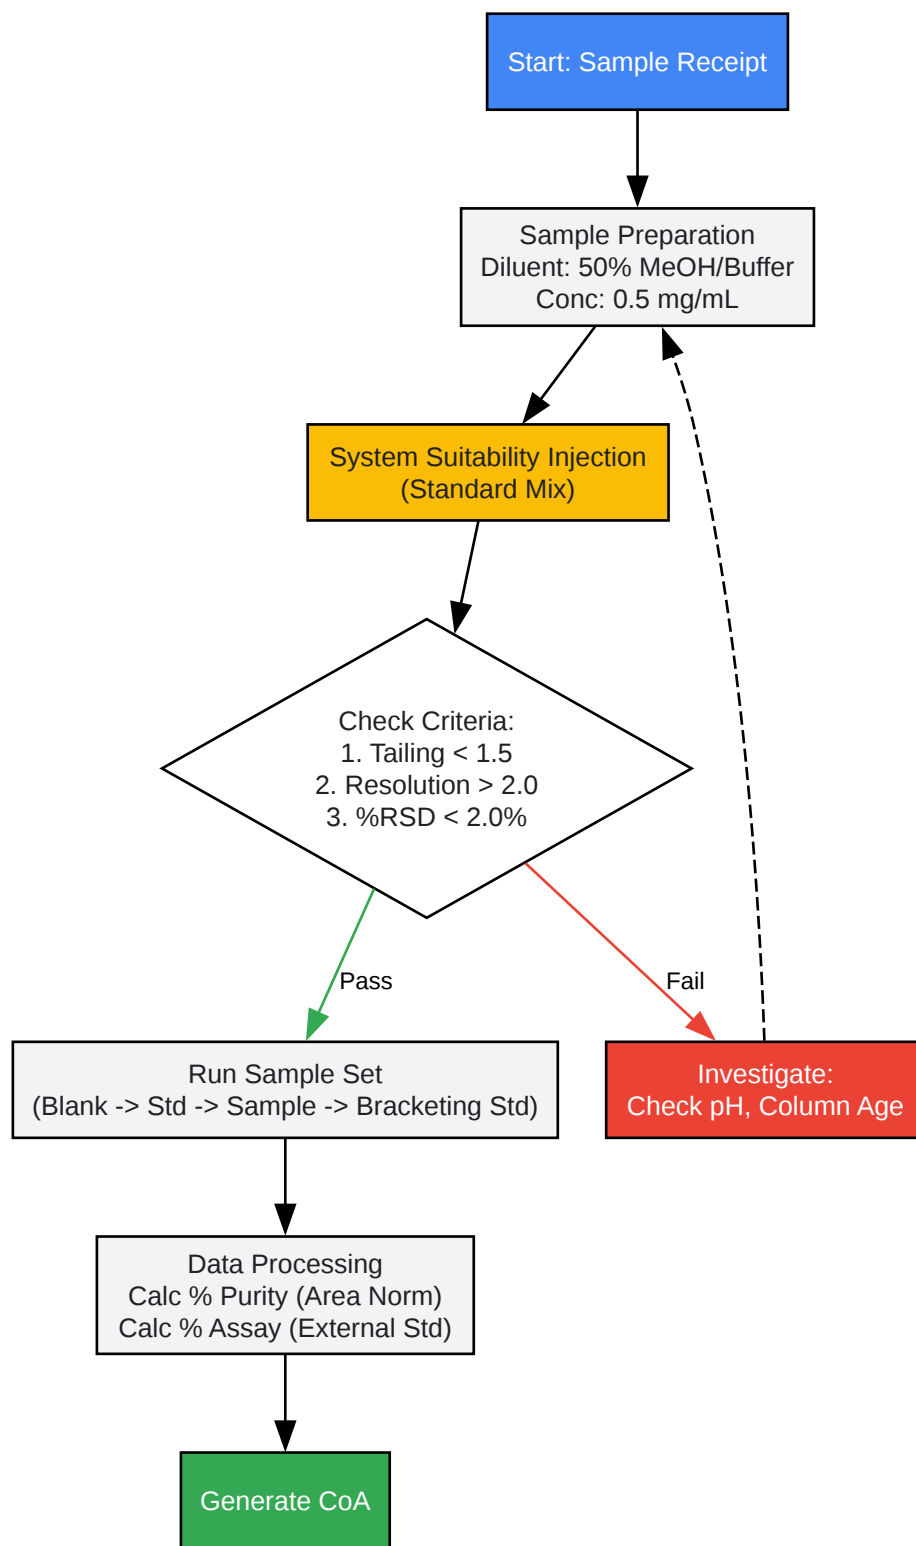 Start: Sample Receipt
Sample Preparation
Diluent: 50% MeOH/Buffer
Conc: 0.5 mg/mL
System Suitability Injection
(Standard Mix)
Check Criteria:
1. Tailing < 1.5
2. Resolution > 2.0
3. %RSD < 2.0%
Pass
Fail
Run Sample Set
(Blank -> Std -> Sample -> Bracketing Std)
Investigate:
Check pH, Column Age
Data Processing
Calc % Purity (Area Norm)
Calc % Assay (External Std)
Generate CoA